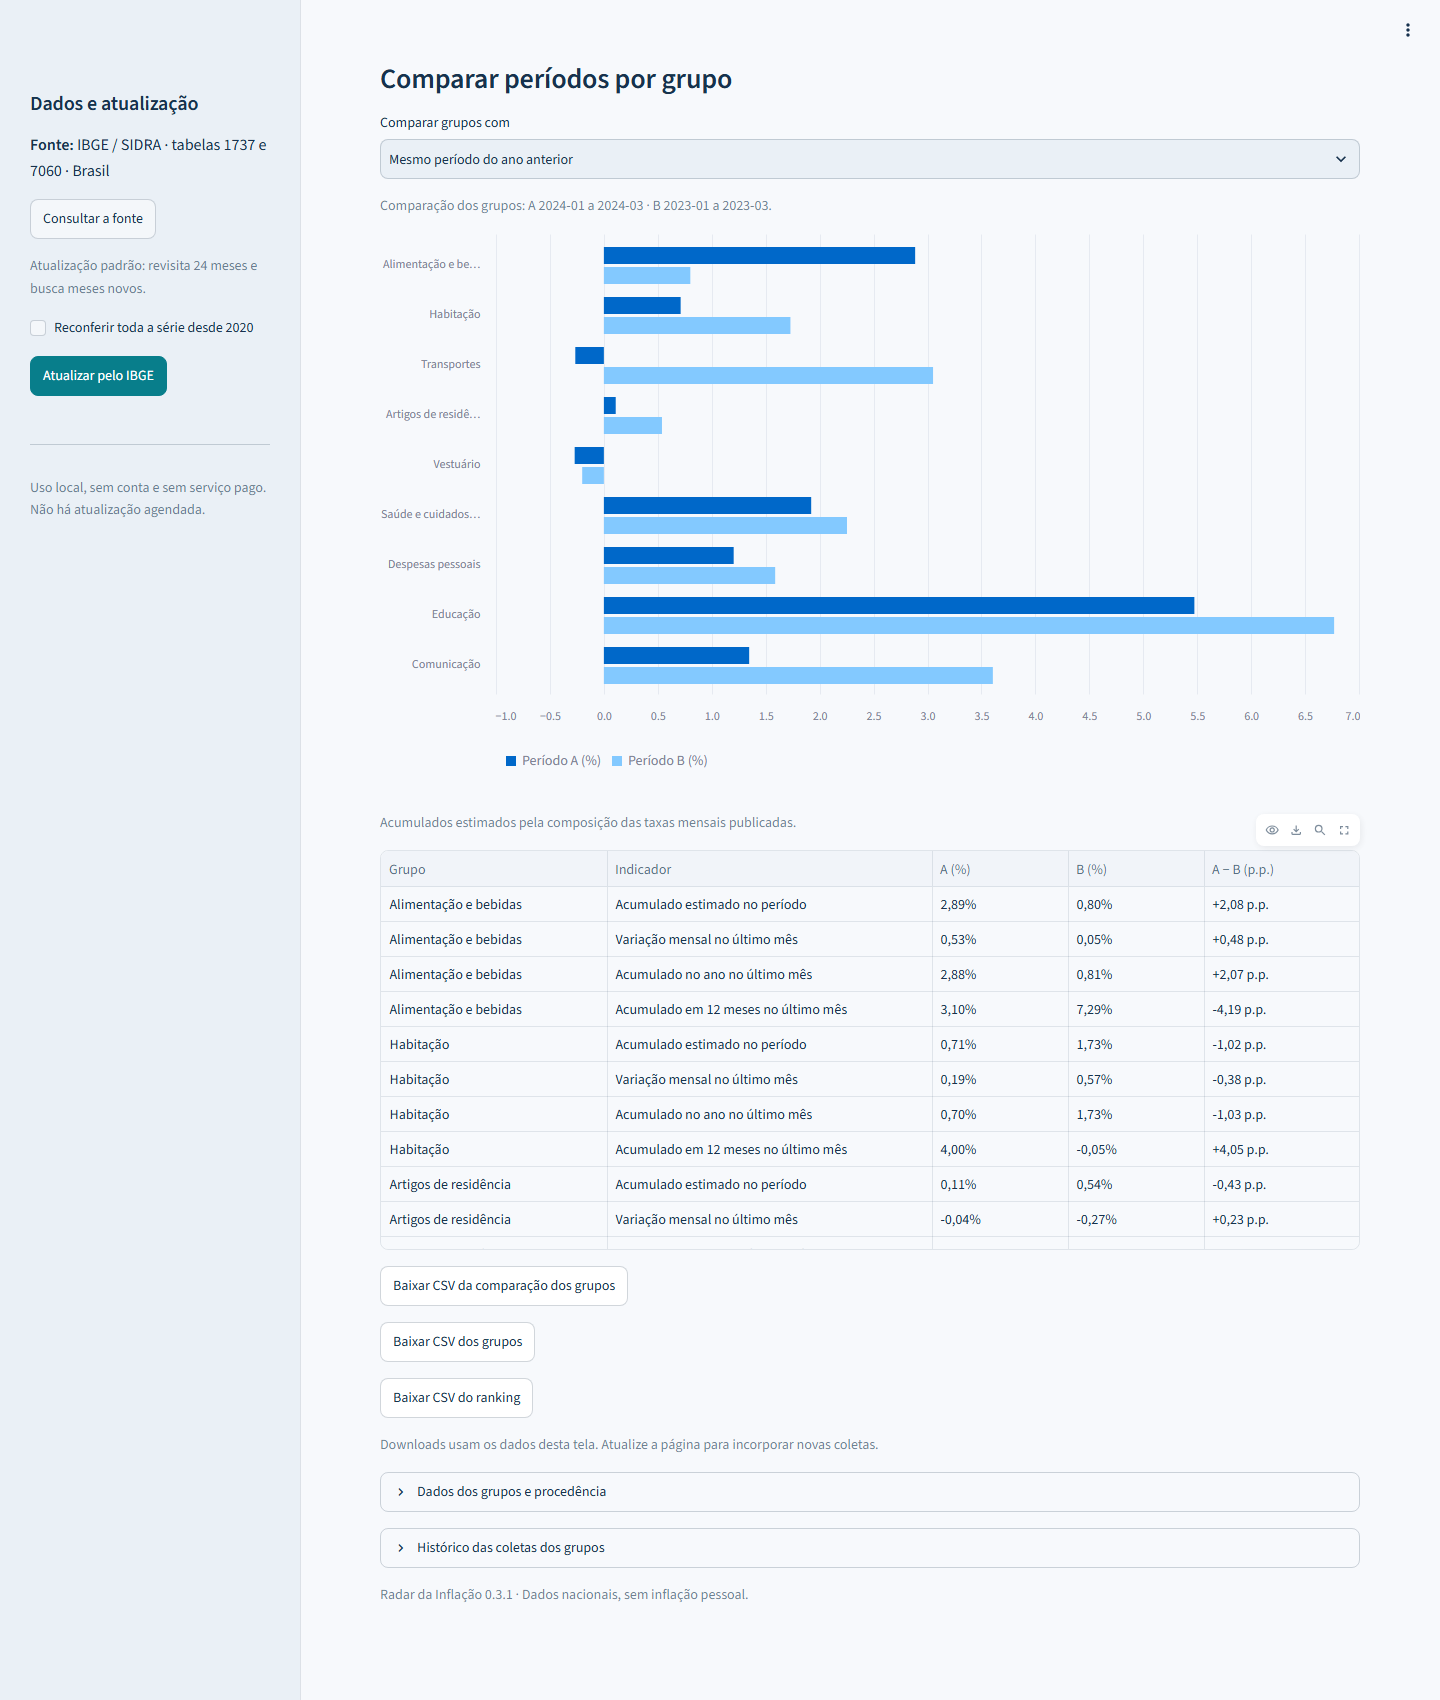 Dados e atualização
Fonte: IBGE / SIDRA · tabelas 1737 e
7060 · Brasil
Consultar a fonte
Atualização padrão: revisita 24 meses e
busca meses novos.
Reconferir toda a série desde 2020
Atualizar pelo IBGE
Uso local, sem conta e sem serviço pago.
Não há atualização agendada.
Comparar períodos por grupo
Comparar grupos com
Mesmo período do ano anterior
Comparação dos grupos: A 2024-01 a 2024-03 · B 2023-01 a 2023-03.
Alimentação e be…
Habitação
Transportes
Artigos de residê…
Vestuário
Saúde e cuidados…
Despesas pessoais
Educação
Comunicação
−1.0 −0.5 0.0 0.5 1.0 1.5 2.0 2.5 3.0 3.5 4.0 4.5 5.0 5.5 6.0 6.5 7.0
Período A (%) Período B (%)
Acumulados estimados pela composição das taxas mensais publicadas.
Grupo Indicador A (%) B (%) A − B (p.p.)
Alimentação e bebidas Acumulado estimado no período 2,89% 0,80% +2,08 p.p.
Alimentação e bebidas Variação mensal no último mês 0,53% 0,05% +0,48 p.p.
Alimentação e bebidas Acumulado no ano no último mês 2,88% 0,81% +2,07 p.p.
Alimentação e bebidas Acumulado em 12 meses no último mês 3,10% 7,29% -4,19 p.p.
Habitação Acumulado estimado no período 0,71% 1,73% -1,02 p.p.
Habitação Variação mensal no último mês 0,19% 0,57% -0,38 p.p.
Habitação Acumulado no ano no último mês 0,70% 1,73% -1,03 p.p.
Habitação Acumulado em 12 meses no último mês 4,00% -0,05% +4,05 p.p.
Artigos de residência Acumulado estimado no período 0,11% 0,54% -0,43 p.p.
Artigos de residência Variação mensal no último mês -0,04% -0,27% +0,23 p.p.
Baixar CSV da comparação dos grupos
Baixar CSV dos grupos
Baixar CSV do ranking
Downloads usam os dados desta tela. Atualize a página para incorporar novas coletas.
Dados dos grupos e procedência
Histórico das coletas dos grupos
Radar da Inflação 0.3.1 · Dados nacionais, sem inflação pessoal.